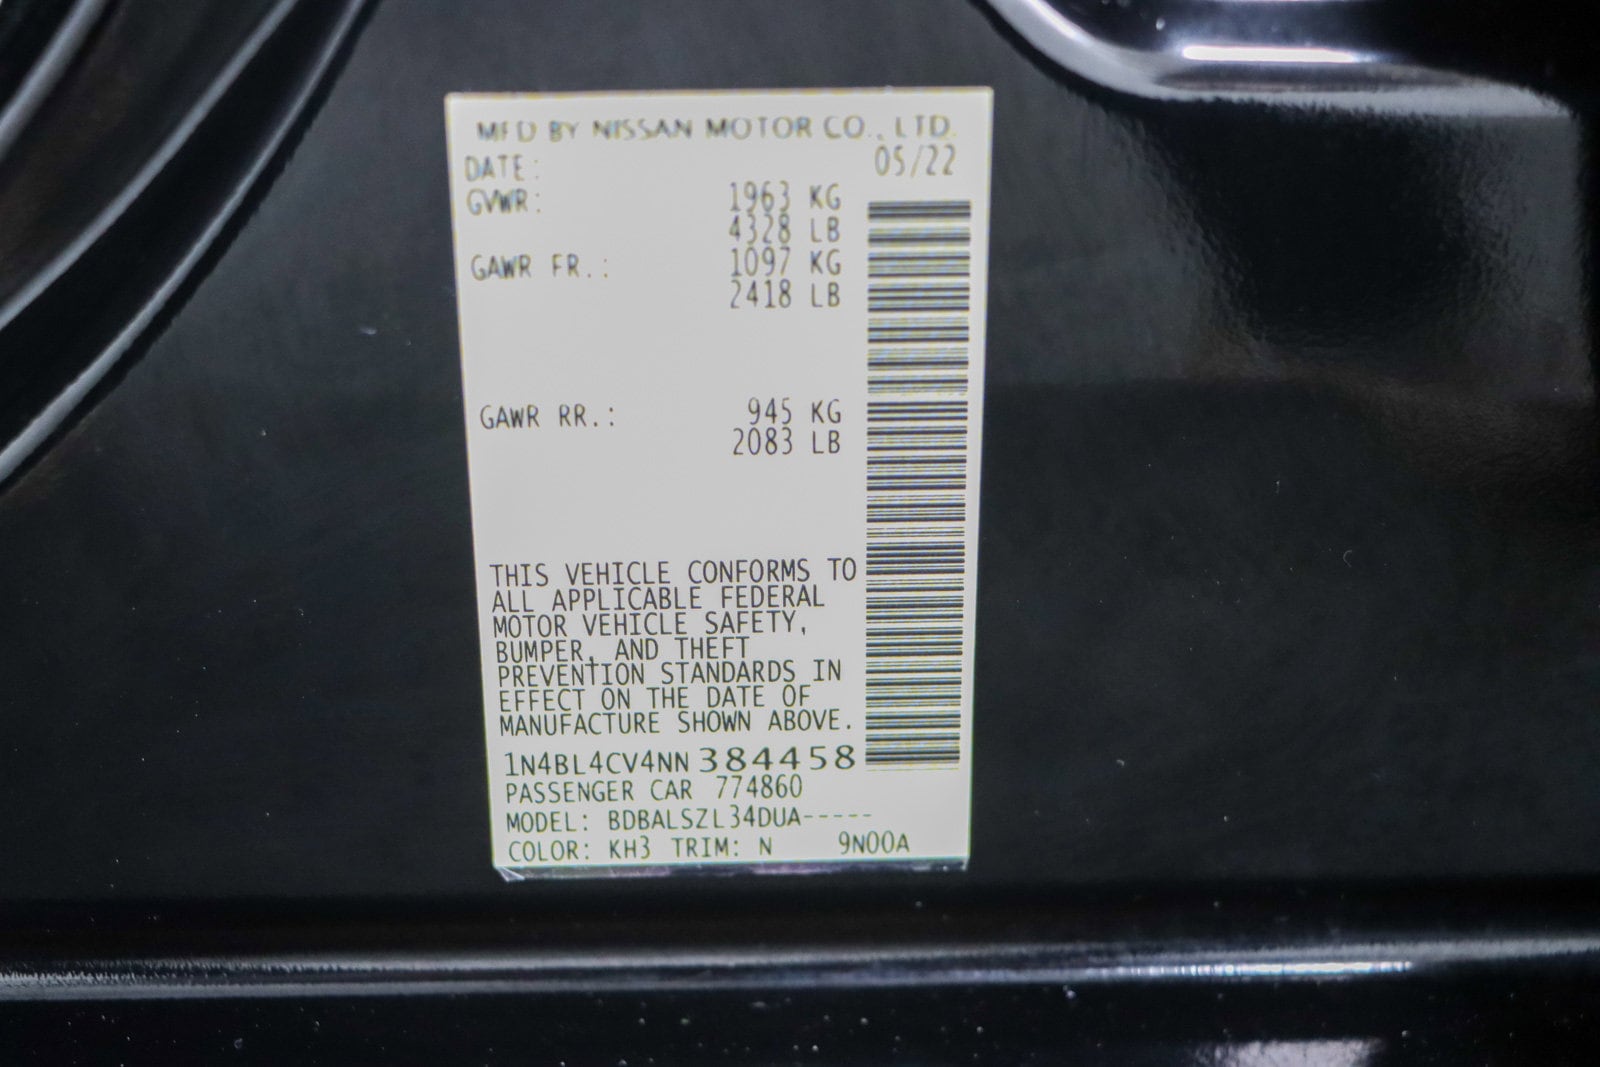 MFD BY NISSAN MOTOR CO., LTD.
DATE: 05/22
GVWR: 1963 KG
4328 LB
GAWR FR.: 1097 KG
2418 LB
GAWR RR.: 945 KG
2083 LB
THIS VEHICLE CONFORMS TO
ALL APPLICABLE FEDERAL
MOTOR VEHICLE SAFETY,
BUMPER, AND THEFT
PREVENTION STANDARDS IN
EFFECT ON THE DATE OF
MANUFACTURE SHOWN ABOVE.
1N4BL4CV4NN384458
PASSENGER CAR 774860
MODEL: BDBALSZL34DUA-----
COLOR: KH3 TRIM: N 9N00A